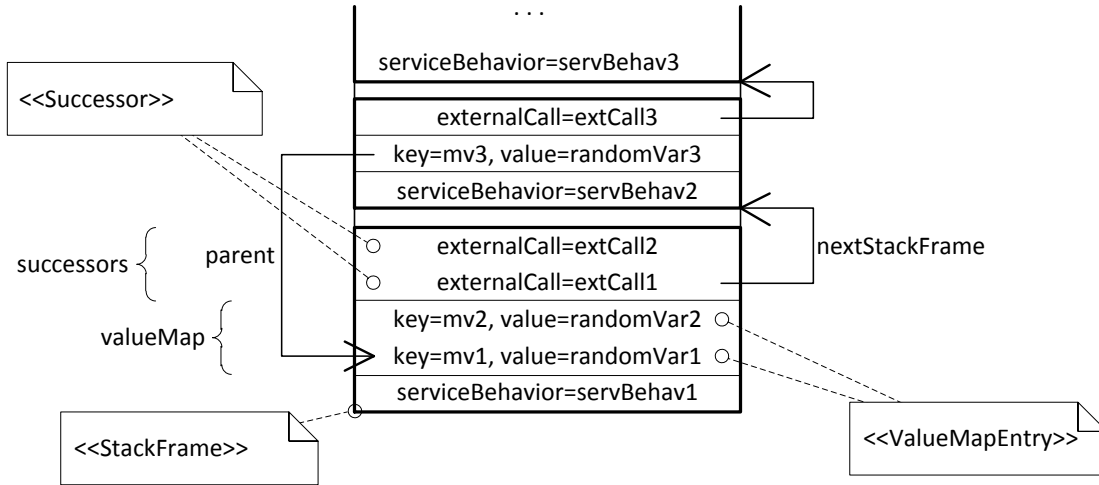 . . .
serviceBehavior=servBehav3
<<Successor>>
externalCall=extCall3
key=mv3, value=randomVar3
serviceBehavior=servBehav2
externalCall=extCall2
externalCall=extCall1
successors
parent
nextStackFrame
key=mv2, value=randomVar2
key=mv1, value=randomVar1
valueMap
serviceBehavior=servBehav1
<<StackFrame>>
<<ValueMapEntry>>